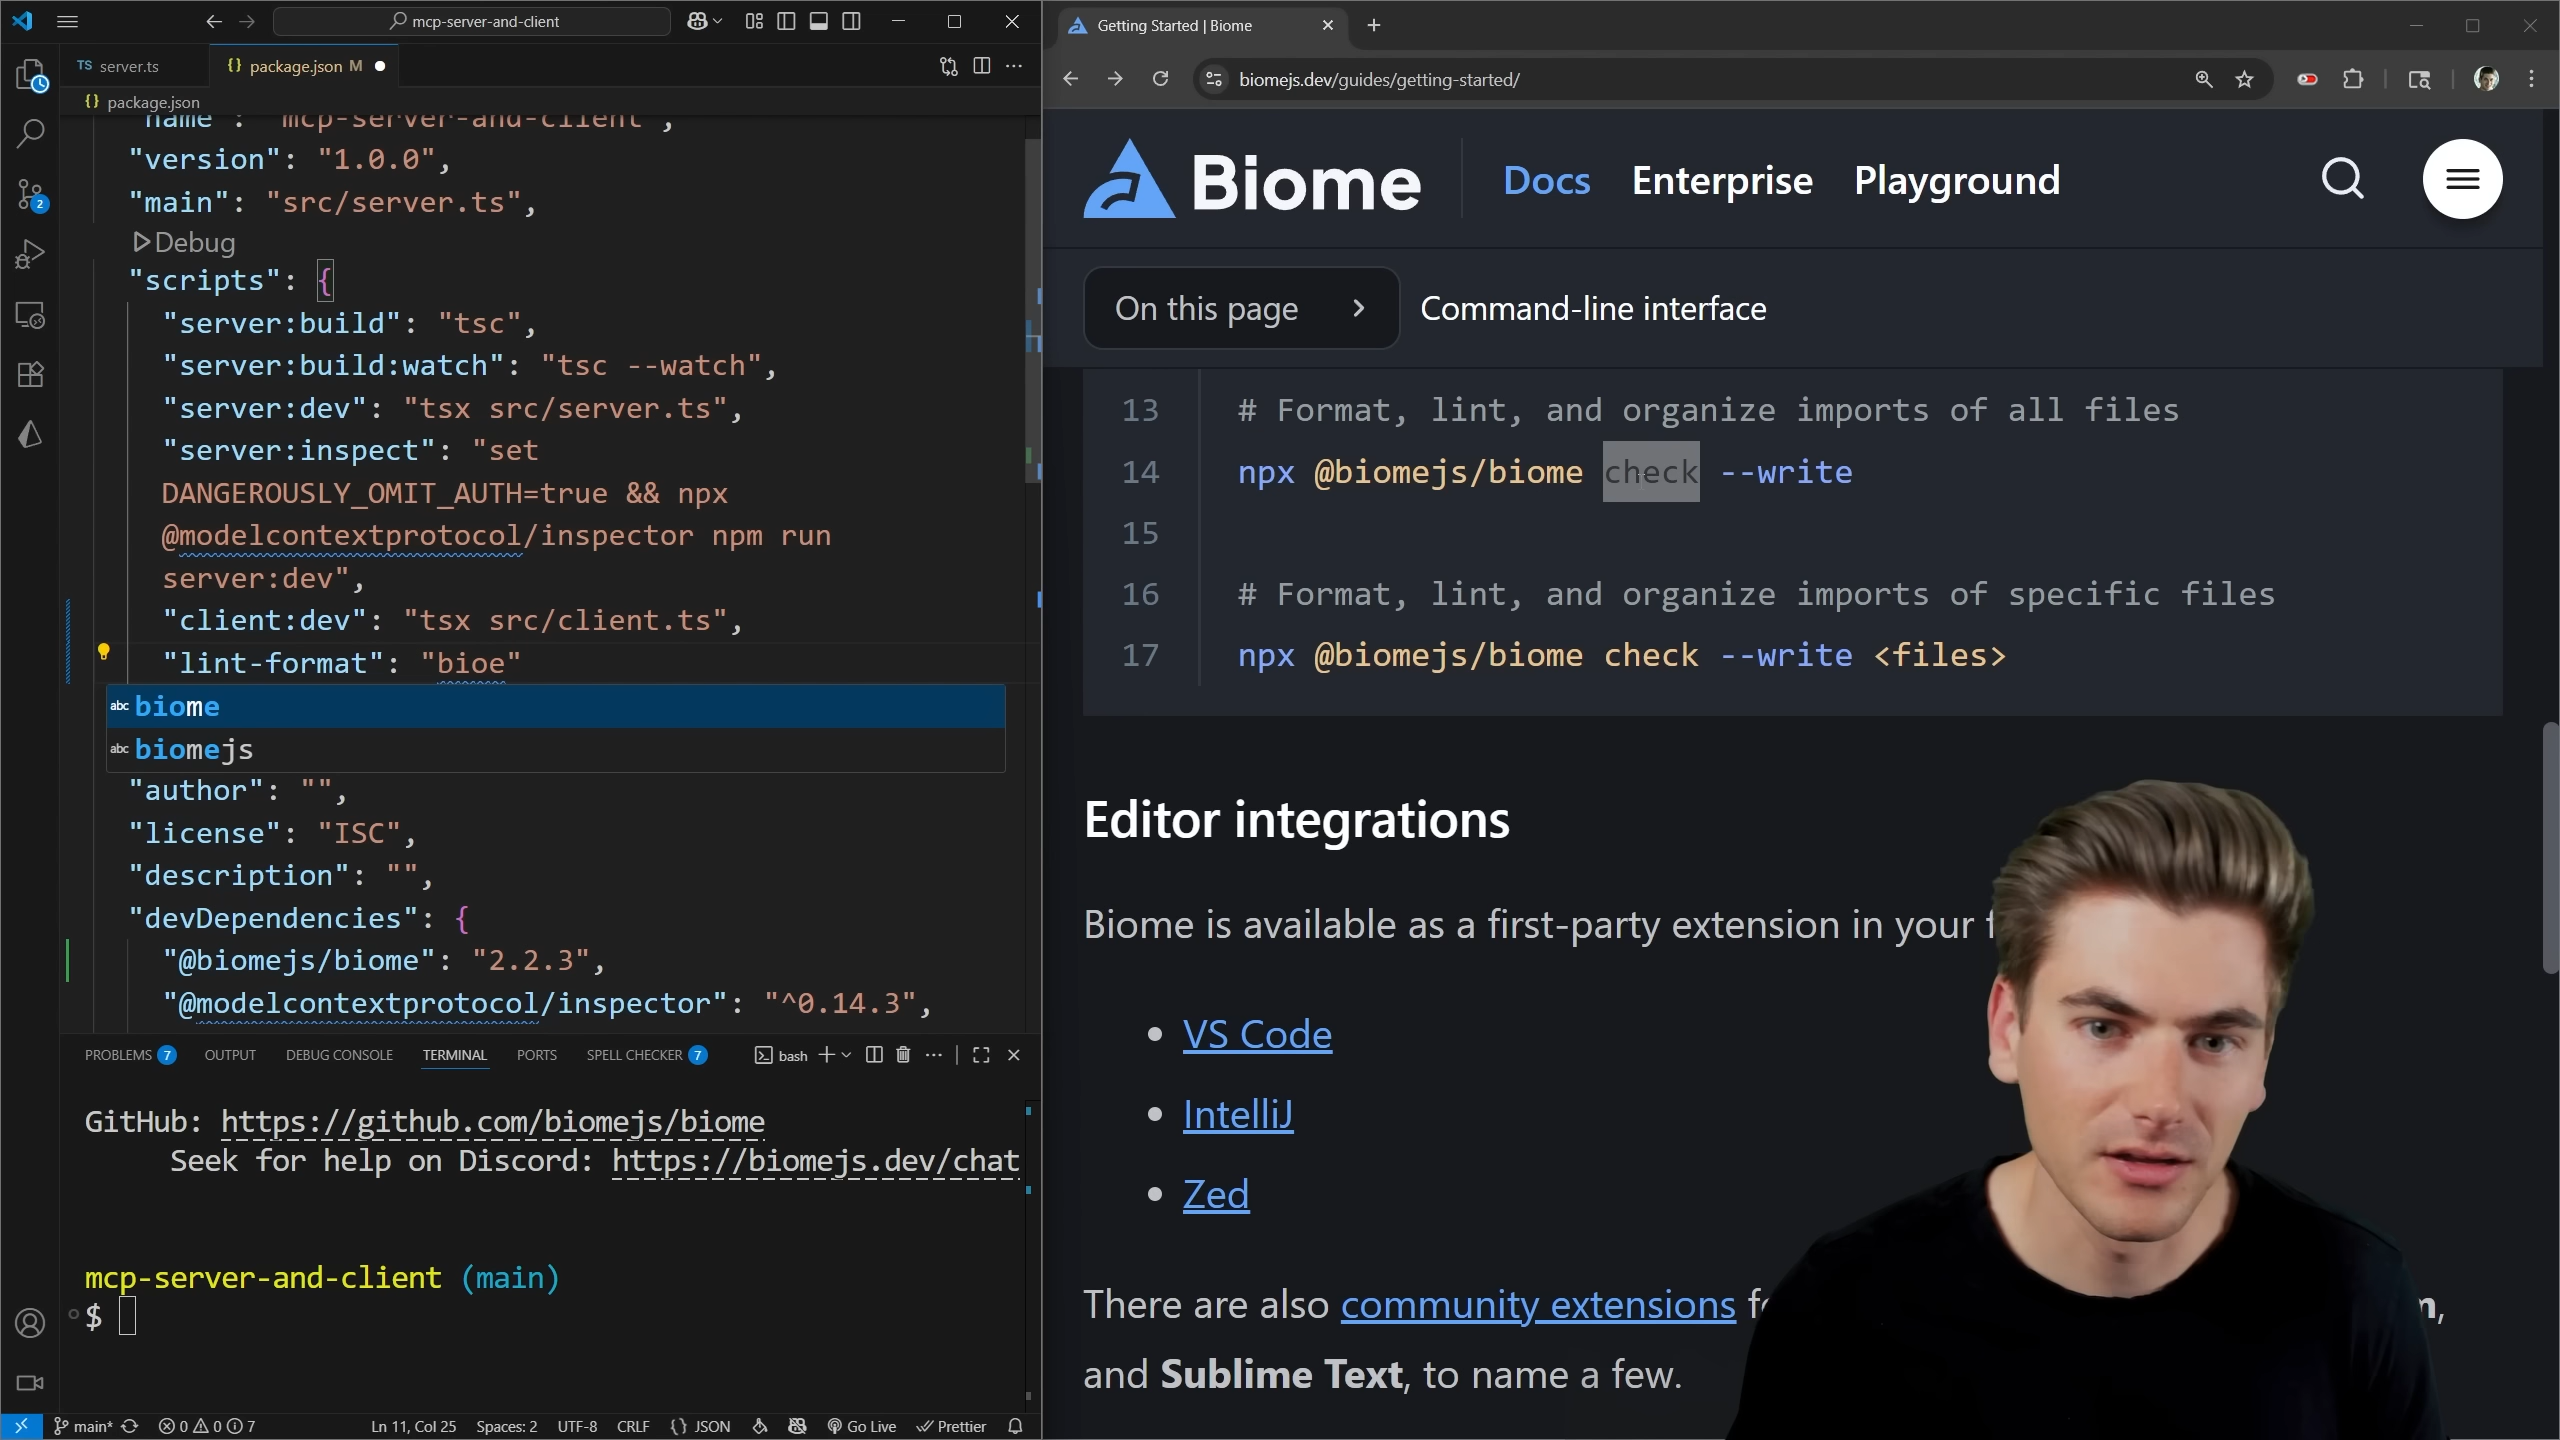 mcp-server-and-client
TS server.ts
{} package.json M
{} package.json
"name": "mcp-server-and-client",
"version": "1.0.0",
"main": "src/server.ts",
Debug
"scripts": {
"server:build": "tsc",
"server:build:watch": "tsc --watch",
"server:dev": "tsx src/server.ts",
"server:inspect": "set
DANGEROUSLY_OMIT_AUTH=true && npx
@modelcontextprotocol/inspector npm run
server:dev",
"client:dev": "tsx src/client.ts",
"lint-format": "bioe"
abc biome
abc biomejs
"author": "",
"license": "ISC",
"description": "",
"devDependencies": {
"@biomejs/biome": "2.2.3",
"@modelcontextprotocol/inspector": "^0.14.3",
PROBLEMS 7 OUTPUT DEBUG CONSOLE TERMINAL PORTS SPELL CHECKER 7 bash
GitHub: https://github.com/biomejs/biome
Seek for help on Discord: https://biomejs.dev/chat
mcp-server-and-client (main)
$
2
main* 0 0 7 Ln 11, Col 25 Spaces: 2 UTF-8 CRLF {} JSON Go Live Prettier
Getting Started | Biome
biomejs.dev/guides/getting-started/
Biome Docs Enterprise Playground
On this page Command-line interface
13 # Format, lint, and organize imports of all files
14 npx @biomejs/biome check --write
15
16 # Format, lint, and organize imports of specific files
17 npx @biomejs/biome check --write <files>
Editor integrations
Biome is available as a first-party extension in your
VS Code
IntelliJ
Zed
There are also community extensions
and Sublime Text, to name a few.